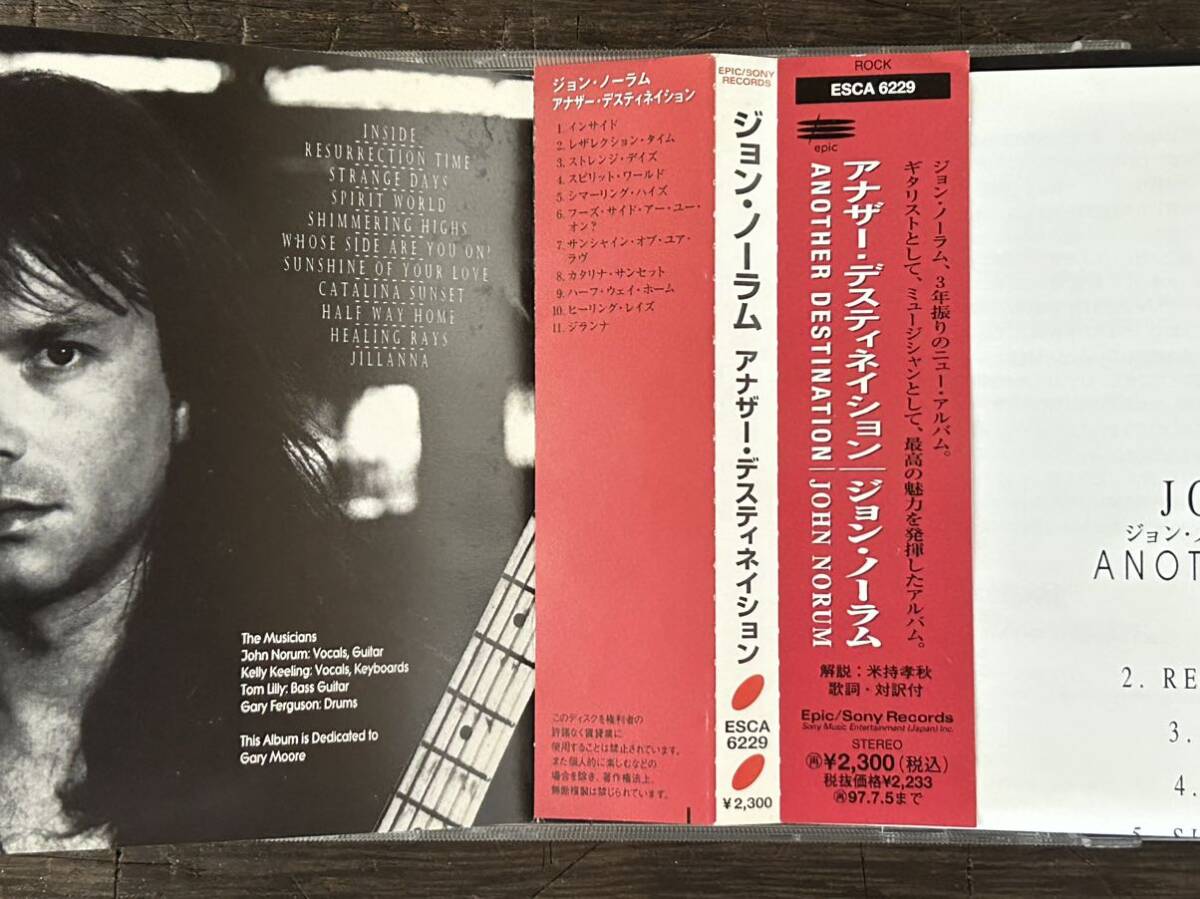 INSIDE
RESURRECTION TIME
STRANGE DAYS
SPIRIT WORLD
SHIMMERING HIGHS
WHOSE SIDE ARE YOU ON?
SUNSHINE OF YOUR LOVE
CATALINA SUNSET
HALF WAY HOME
HEALING RAYS
JILLANNA
The Musicians
John Norum: Vocals, Guitar
Kelly Keeling: Vocals, Keyboards
Tom Lilly: Bass Guitar
Gary Ferguson: Drums
This Album is Dedicated to
Gary Moore
ジョン・ノーラム
アナザー・デスティネイション
1. インサイド
2. レザレクション・タイム
3. ストレンジ・デイズ
4. スピリット・ワールド
5. シマーリング・ハイズ
6. フーズ・サイド・アー・ユー・
オン?
7. サンシャイン・オブ・ユア・
ラヴ
8. カタリナ・サンセット
9. ハーフ・ウェイ・ホーム
10. ヒーリング・レイズ
11. ジランナ
このディスクを権利者の
許諾なく賃貸業に
使用することは禁止されています。
また個人的に楽しむなどの
場合を除き、著作権法上、
無断複製は禁じられています。
EPIC/SONY
RECORDS
ジョン・ノーラム アナザー・デスティネイション
ESCA
6229
¥2,300
ROCK
ESCA 6229
epic
ジョン・ノーラム、3年振りのニュー・アルバム。
ギタリストとして、ミュージシャンとして、最高の魅力を発揮したアルバム。
アナザー・デスティネイション|ジョン・ノーラム
ANOTHER DESTINATION|JOHN NORUM
解説:米持孝秋
歌詞・対訳付
Epic/Sony Records
Sony Music Entertainment (Japan) Inc.
STEREO
再¥2,300(税込)
税抜価格¥2,233
再97.7.5まで
JO
ジョン・ノ
ANOT
2. RE
3.
4.
5. SH